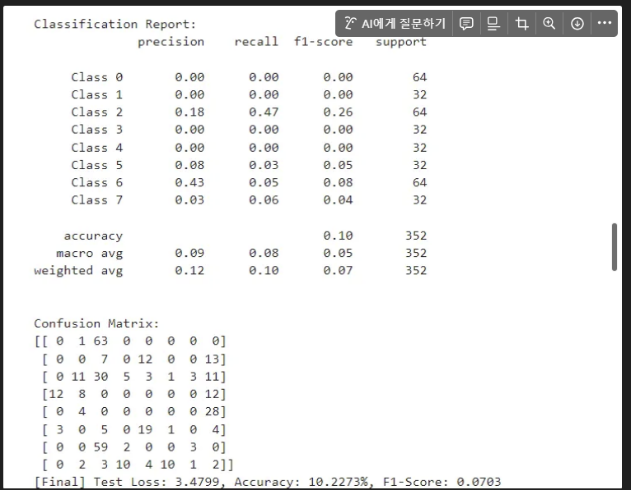 Classification Report:
AI에게 질문하기
precision recall f1-score support
Class 0 0.00 0.00 0.00 64
Class 1 0.00 0.00 0.00 32
Class 2 0.18 0.47 0.26 64
Class 3 0.00 0.00 0.00 32
Class 4 0.00 0.00 0.00 32
Class 5 0.08 0.03 0.05 32
Class 6 0.43 0.05 0.08 64
Class 7 0.03 0.06 0.04 32
accuracy 0.10 352
macro avg 0.09 0.08 0.05 352
weighted avg 0.12 0.10 0.07 352
Confusion Matrix:
[[ 0 1 63 0 0 0 0 0]
[ 0 0 7 0 12 0 0 13]
[ 0 11 30 5 3 1 3 11]
[12 8 0 0 0 0 0 12]
[ 0 4 0 0 0 0 0 28]
[ 3 0 5 0 19 1 0 4]
[ 0 0 59 2 0 0 3 0]
[ 0 2 3 10 4 10 1 2]]
[Final] Test Loss: 3.4799, Accuracy: 10.2273%, F1-Score: 0.0703